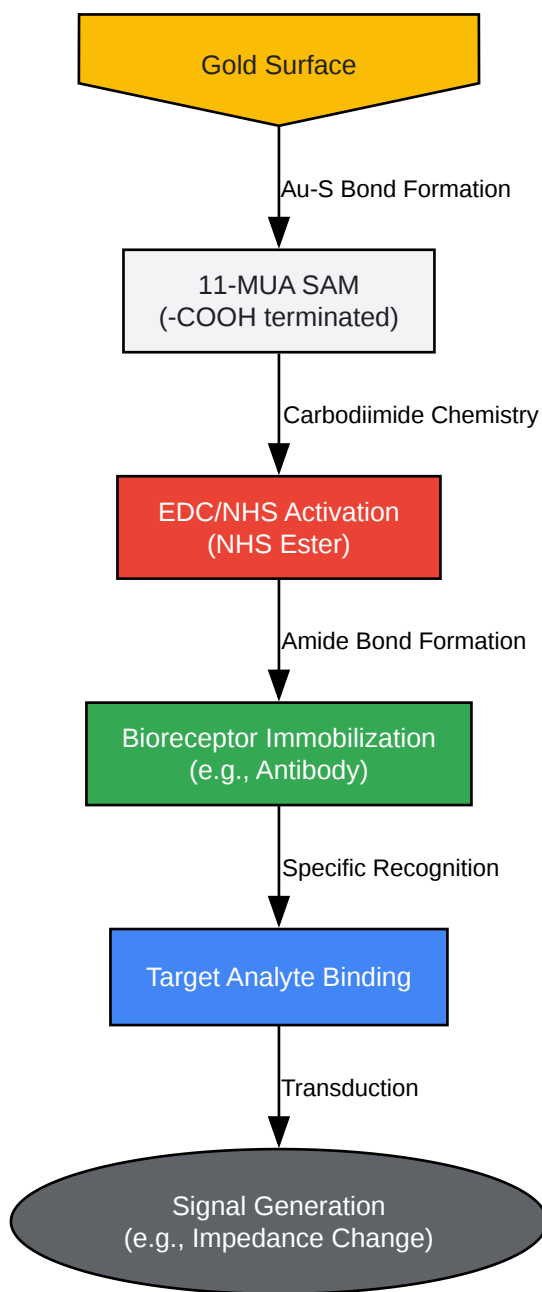 Gold Surface
Au-S Bond Formation
11-MUA SAM
(-COOH terminated)
Carbodiimide Chemistry
EDC/NHS Activation
(NHS Ester)
Amide Bond Formation
Bioreceptor Immobilization
(e.g., Antibody)
Specific Recognition
Target Analyte Binding
Transduction
Signal Generation
(e.g., Impedance Change)